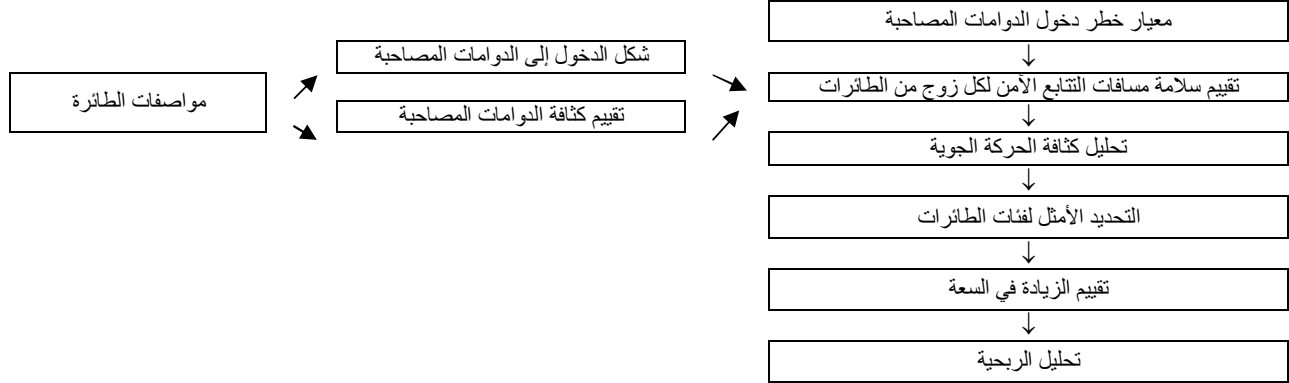 معيار خطر دخول الدوامات المصاحبة
شكل الدخول إلى الدوامات المصاحبة
تقييم سلامة مسافات التتابع الآمن لكل زوج من الطائرات
مواصفات الطائرة
تقييم كثافة الدوامات المصاحبة
تحليل كثافة الحركة الجوية
التحديد الأمثل لفئات الطائرات
تقييم الزيادة في السعة
تحليل الربحية